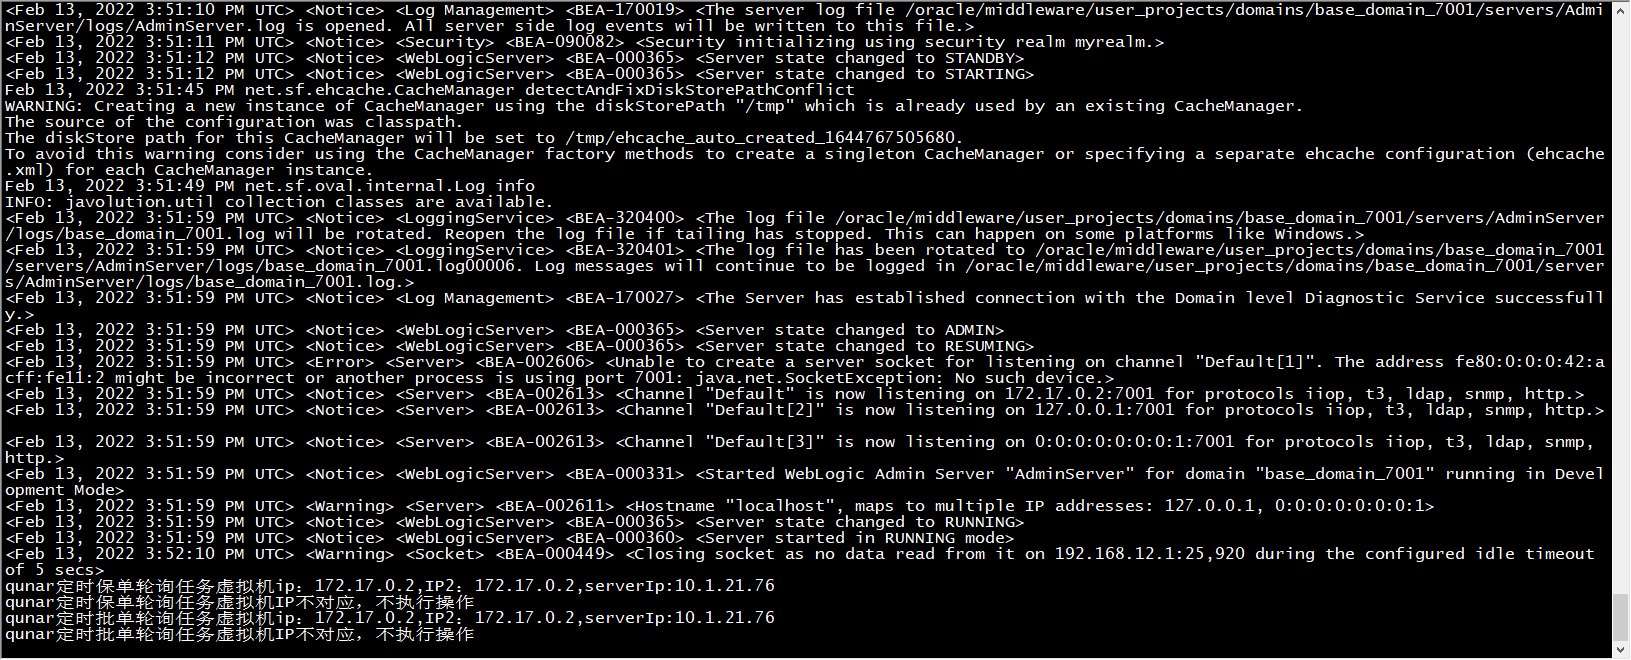 <Feb 13, 2022 3:51:10 PM UTC> <Notice> <Log Management> <BEA-170019> <The server log file /oracle/middleware/user_projects/domains/base_domain_7001/servers/Admi
nServer/logs/AdminServer.log is opened. All server side log events will be written to this file.>
<Feb 13, 2022 3:51:11 PM UTC> <Notice> <Security> <BEA-090082> <Security initializing using security realm myrealm.>
<Feb 13, 2022 3:51:12 PM UTC> <Notice> <WebLogicServer> <BEA-000365> <Server state changed to STANDBY>
<Feb 13, 2022 3:51:12 PM UTC> <Notice> <WebLogicServer> <BEA-000365> <Server state changed to STARTING>
Feb 13, 2022 3:51:45 PM net.sf.ehcache.CacheManager detectAndFixDiskStorePathConflict
WARNING: Creating a new instance of CacheManager using the diskStorePath "/tmp" which is already used by an existing CacheManager.
The source of the configuration was classpath.
The diskStore path for this CacheManager will be set to /tmp/ehcache_auto_created_1644767505680.
To avoid this warning consider using the CacheManager factory methods to create a singleton CacheManager or specifying a separate ehcache configuration (ehcache
.xml) for each CacheManager instance.
Feb 13, 2022 3:51:49 PM net.sf.oval.internal.Log info
INFO: javolution.util collection classes are available.
<Feb 13, 2022 3:51:59 PM UTC> <Notice> <LoggingService> <BEA-320400> <The log file /oracle/middleware/user_projects/domains/base_domain_7001/servers/AdminServer
/logs/base_domain_7001.log will be rotated. Reopen the log file if tailing has stopped. This can happen on some platforms like Windows.>
<Feb 13, 2022 3:51:59 PM UTC> <Notice> <LoggingService> <BEA-320401> <The log file has been rotated to /oracle/middleware/user_projects/domains/base_domain_7001
/servers/AdminServer/logs/base_domain_7001.log00006. Log messages will continue to be logged in /oracle/middleware/user_projects/domains/base_domain_7001/server
s/AdminServer/logs/base_domain_7001.log.>
<Feb 13, 2022 3:51:59 PM UTC> <Notice> <Log Management> <BEA-170027> <The Server has established connection with the Domain level Diagnostic Service successfull
y.>
<Feb 13, 2022 3:51:59 PM UTC> <Notice> <WebLogicServer> <BEA-000365> <Server state changed to ADMIN>
<Feb 13, 2022 3:51:59 PM UTC> <Notice> <WebLogicServer> <BEA-000365> <Server state changed to RESUMING>
<Feb 13, 2022 3:51:59 PM UTC> <Error> <Server> <BEA-002606> <Unable to create a server socket for listening on channel "Default[1]". The address fe80:0:0:0:42:a
cff:fe11:2 might be incorrect or another process is using port 7001: java.net.SocketException: No such device.>
<Feb 13, 2022 3:51:59 PM UTC> <Notice> <Server> <BEA-002613> <Channel "Default" is now listening on 172.17.0.2:7001 for protocols iiop, t3, ldap, snmp, http.>
<Feb 13, 2022 3:51:59 PM UTC> <Notice> <Server> <BEA-002613> <Channel "Default[2]" is now listening on 127.0.0.1:7001 for protocols iiop, t3, ldap, snmp, http.>
<Feb 13, 2022 3:51:59 PM UTC> <Notice> <Server> <BEA-002613> <Channel "Default[3]" is now listening on 0:0:0:0:0:0:0:1:7001 for protocols iiop, t3, ldap, snmp,
http.>
<Feb 13, 2022 3:51:59 PM UTC> <Notice> <WebLogicServer> <BEA-000331> <Started WebLogic Admin Server "AdminServer" for domain "base_domain_7001" running in Devel
opment Mode>
<Feb 13, 2022 3:51:59 PM UTC> <Warning> <Server> <BEA-002611> <Hostname "localhost", maps to multiple IP addresses: 127.0.0.1, 0:0:0:0:0:0:0:1>
<Feb 13, 2022 3:51:59 PM UTC> <Notice> <WebLogicServer> <BEA-000365> <Server state changed to RUNNING>
<Feb 13, 2022 3:51:59 PM UTC> <Notice> <WebLogicServer> <BEA-000360> <Server started in RUNNING mode>
<Feb 13, 2022 3:52:10 PM UTC> <Warning> <Socket> <BEA-000449> <Closing socket as no data read from it on 192.168.12.1:25,920 during the configured idle timeout
of 5 secs>
qunar定时保单轮询任务虚拟机ip：172.17.0.2,IP2：172.17.0.2,serverIp:10.1.21.76
qunar定时保单轮询任务虚拟机IP不对应，不执行操作
qunar定时批单轮询任务虚拟机ip：172.17.0.2,IP2：172.17.0.2,serverIp:10.1.21.76
qunar定时批单轮询任务虚拟机IP不对应，不执行操作